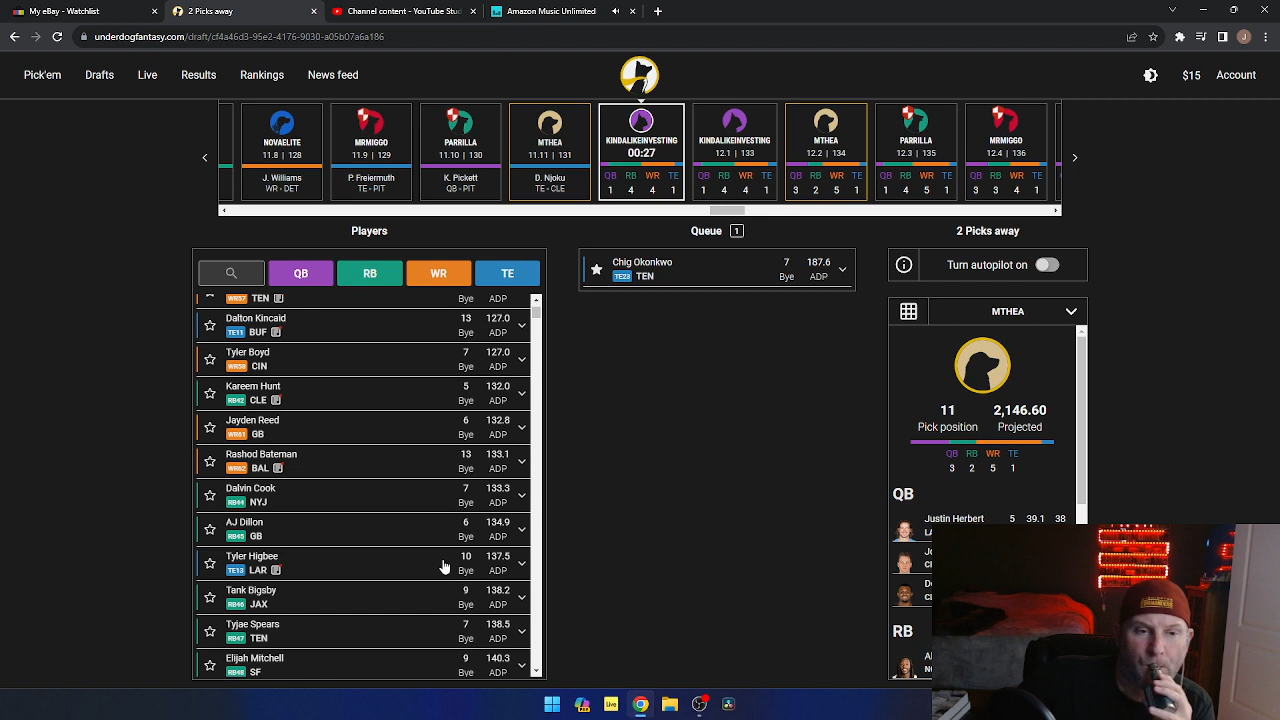 My eBay - Watchlist
2 Picks away
Channel content - YouTube Stud
Amazon Music Unlimited
underdogfantasy.com/draft/cf4a46d3-95e2-4176-9030-a05b07a6a186
Pick'em Drafts Live Results Rankings News feed
$15 Account
NOVAELITE
11.8 | 128
J. Williams
WR - DET
MRMIGGO
11.9 | 129
P. Freiermuth
TE - PIT
PARRILLA
11.10 | 130
K. Pickett
QB - PIT
MTHEA
11.11 | 131
D. Njoku
TE - CLE
KINDALIKEINVESTING
00:27
QB RB WR TE
1 4 4 1
KINDALIKEINVESTING
12.1 | 133
QB RB WR TE
1 4 4 1
MTHEA
12.2 | 134
QB RB WR TE
3 2 5 1
PARRILLA
12.3 | 135
QB RB WR TE
1 4 5 1
MRMIGGO
12.4 | 136
QB RB WR TE
3 3 4 1
Players
QB RB WR TE
WR57 TEN Bye ADP
Dalton Kincaid 13 127.0
TE11 BUF Bye ADP
Tyler Boyd 7 127.0
WR58 CIN Bye ADP
Kareem Hunt 5 132.0
RB42 CLE Bye ADP
Jayden Reed 6 132.8
WR61 GB Bye ADP
Rashod Bateman 13 133.1
WR62 BAL Bye ADP
Dalvin Cook 7 133.3
RB44 NYJ Bye ADP
AJ Dillon 6 134.9
RB45 GB Bye ADP
Tyler Higbee 10 137.5
TE13 LAR Bye ADP
Tank Bigsby 9 138.2
RB46 JAX Bye ADP
Tyjae Spears 7 138.5
RB47 TEN Bye ADP
Elijah Mitchell 9 140.3
RB48 SF Bye ADP
Queue 1
Chig Okonkwo 7 187.6
TE23 TEN Bye ADP
2 Picks away
Turn autopilot on
MTHEA
11 2,146.60
Pick position Projected
QB RB WR TE
3 2 5 1
QB
Justin Herbert 5 39.1 38
RB